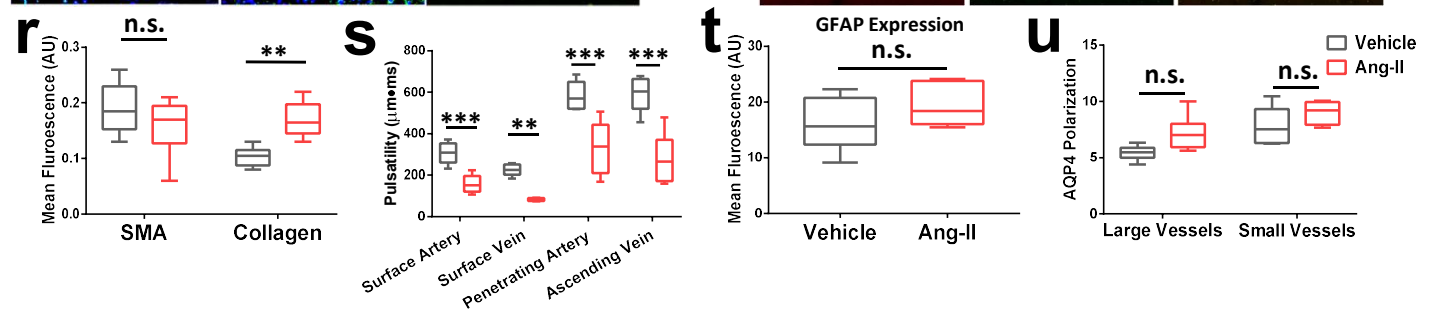 r
n.s.
**
Mean Fluroescence (AU)
0.3
0.2
0.1
0.0
SMA
Collagen
s
***
**
***
***
Pulsatility (μm•ms)
800
600
400
200
0
Surface Artery
Surface Vein
Penetrating Artery
Ascending Vein
t
GFAP Expression
n.s.
Mean Fluroescence (AU)
30
20
10
0
Vehicle
Ang-II
u
n.s.
n.s.
Vehicle
Ang-II
AQP4 Polarization
15
10
5
0
Large Vessels
Small Vessels